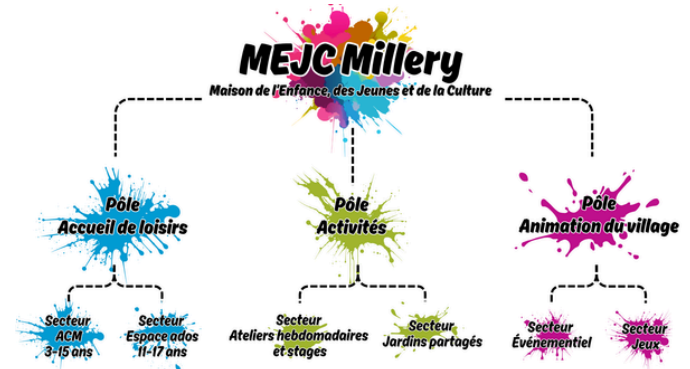 MEJC Millery
Maison de l'Enfance, des Jeunes et de la Culture
Pôle
Accueil de loisirs
Pôle
Activités
Pôle
Animation du village
Secteur
ACM
3-15 ans
Secteur
Espace ados
11-17 ans
Secteur
Ateliers hebdomadaires
et stages
Secteur
Jardins partagés
Secteur
Événementiel
Secteur
Jeux